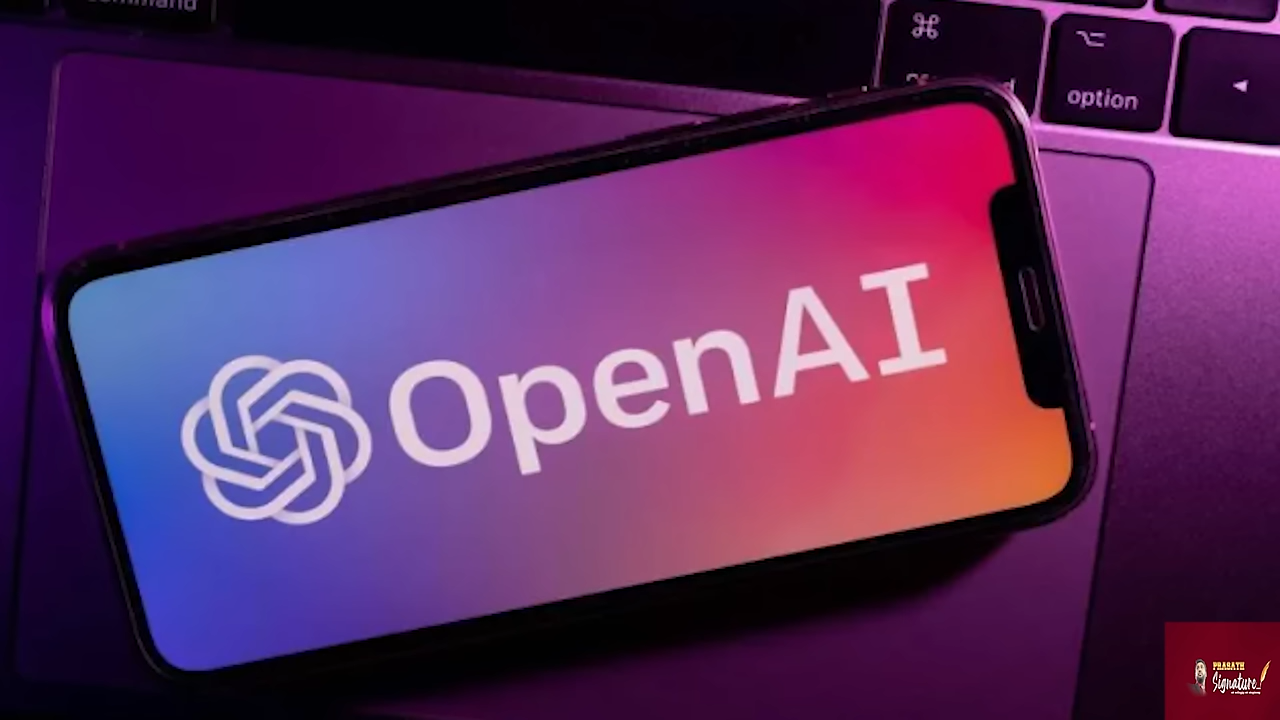 command
⌘
⌥
option
OpenAI
PRASATH
Signature